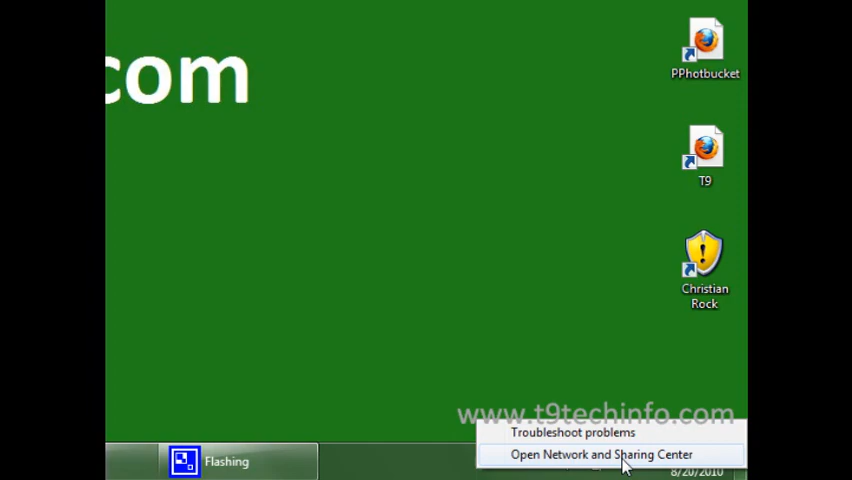 com
PPhotbucket
T9
Christian
Rock
www.t9techinfo.com
Troubleshoot problems
Open Network and Sharing Center
Flashing
8/20/2010